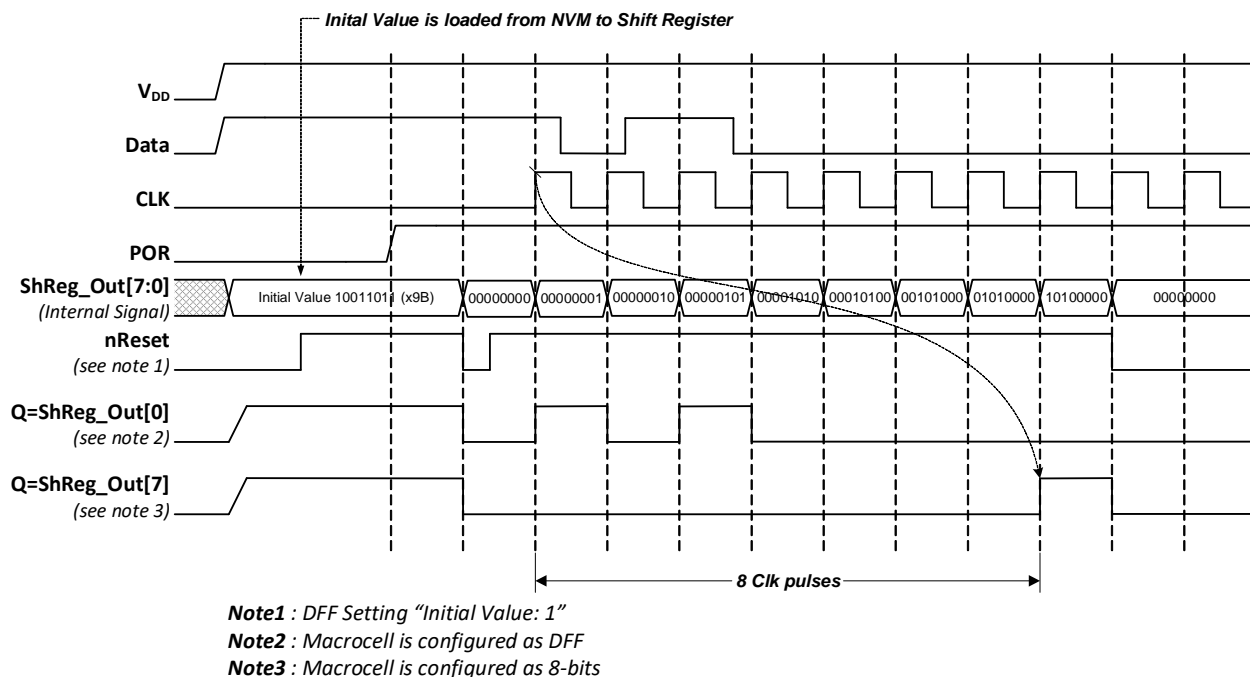 Inital Value is loaded from NVM to Shift Register
VDD
Data
CLK
POR
ShReg_Out[7:0]
(Internal Signal)
Initial Value 10011011 (x9B) 00000000 00000001 00000010 00000101 00001010 00010100 00101000 01010000 10100000 00000000
nReset
(see note 1)
Q=ShReg_Out[0]
(see note 2)
Q=ShReg_Out[7]
(see note 3)
8 Clk pulses
Note1 : DFF Setting “Initial Value: 1”
Note2 : Macrocell is configured as DFF
Note3 : Macrocell is configured as 8-bits